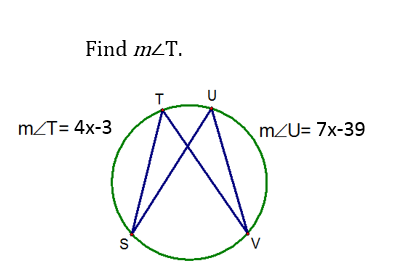 Find m∠T.
T U
m∠T= 4x-3 m∠U= 7x-39
S V